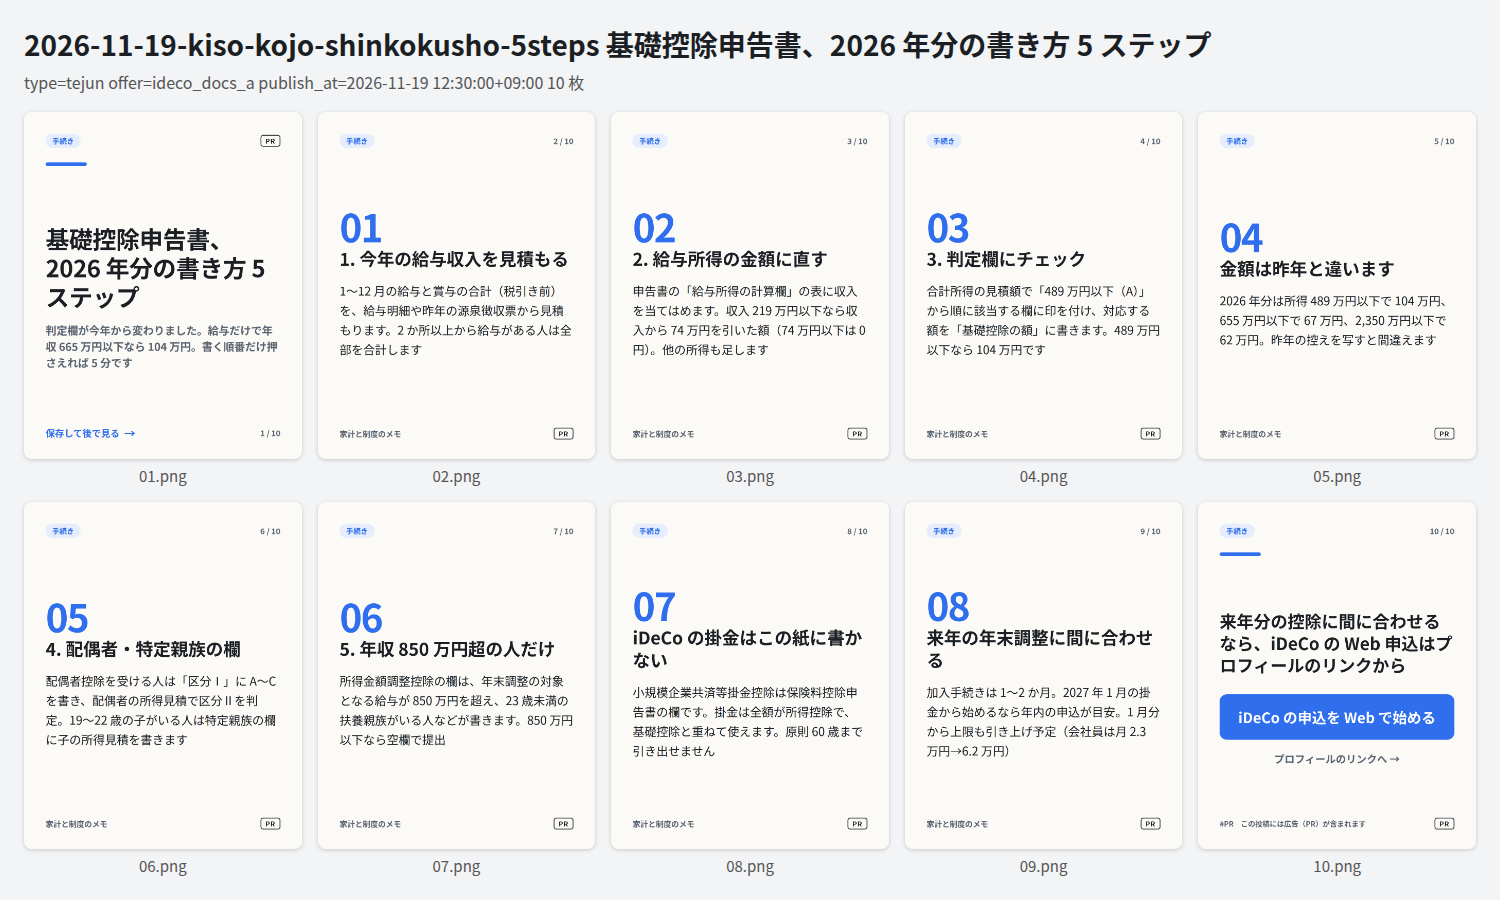 2026-11-19-kiso-kojo-shinkokusho-5steps 基礎控除申告書、2026 年分の書き方 5 ステップ
type=tejun offer=ideco_docs_a publish_at=2026-11-19 12:30:00+09:00 10 枚
手続き
PR
基礎控除申告書、
2026 年分の書き方 5
ステップ
判定欄が今年から変わりました。給与だけで年
収 665 万円以下なら 104 万円。書く順番だけ押
さえれば 5 分です
保存して後で見る →
1 / 10
01.png
手続き
2 / 10
01
1. 今年の給与収入を見積もる
1〜12 月の給与と賞与の合計（税引き前）
を、給与明細や昨年の源泉徴収票から見積
もります。2 か所以上から給与がある人は全
部を合計します
家計と制度のメモ
PR
02.png
手続き
3 / 10
02
2. 給与所得の金額に直す
申告書の「給与所得の計算欄」の表に収入
を当てはめます。収入 219 万円以下なら収
入から 74 万円を引いた額（74 万円以下は 0
円）。他の所得も足します
家計と制度のメモ
PR
03.png
手続き
4 / 10
03
3. 判定欄にチェック
合計所得の見積額で「489 万円以下（A）」
から順に該当する欄に印を付け、対応する
額を「基礎控除の額」に書きます。489 万円
以下なら 104 万円です
家計と制度のメモ
PR
04.png
手続き
5 / 10
04
金額は昨年と違います
2026 年分は所得 489 万円以下で 104 万円、
655 万円以下で 67 万円、2,350 万円以下で
62 万円。昨年の控えを写すと間違えます
家計と制度のメモ
PR
05.png
手続き
6 / 10
05
4. 配偶者・特定親族の欄
配偶者控除を受ける人は「区分Ⅰ」に A〜C
を書き、配偶者の所得見積で区分Ⅱを判
定。19〜22 歳の子がいる人は特定親族の欄
に子の所得見積を書きます
家計と制度のメモ
PR
06.png
手続き
7 / 10
06
5. 年収 850 万円超の人だけ
所得金額調整控除の欄は、年末調整の対象
となる給与が 850 万円を超え、23 歳未満の
扶養親族がいる人などが書きます。850 万円
以下なら空欄で提出
家計と制度のメモ
PR
07.png
手続き
8 / 10
07
iDeCo の掛金はこの紙に書か
ない
小規模企業共済等掛金控除は保険料控除申
告書の欄です。掛金は全額が所得控除で、
基礎控除と重ねて使えます。原則 60 歳まで
引き出せません
家計と制度のメモ
PR
08.png
手続き
9 / 10
08
来年の年末調整に間に合わせ
る
加入手続きは 1〜2 か月。2027 年 1 月の掛
金から始めるなら年内の申込が目安。1 月分
から上限も引き上げ予定（会社員は月 2.3
万円→6.2 万円）
家計と制度のメモ
PR
09.png
手続き
10 / 10
来年分の控除に間に合わせる
なら、iDeCo の Web 申込はプ
ロフィールのリンクから
iDeCo の申込を Web で始める
プロフィールのリンクへ →
#PR この投稿には広告（PR）が含まれます
PR
10.png